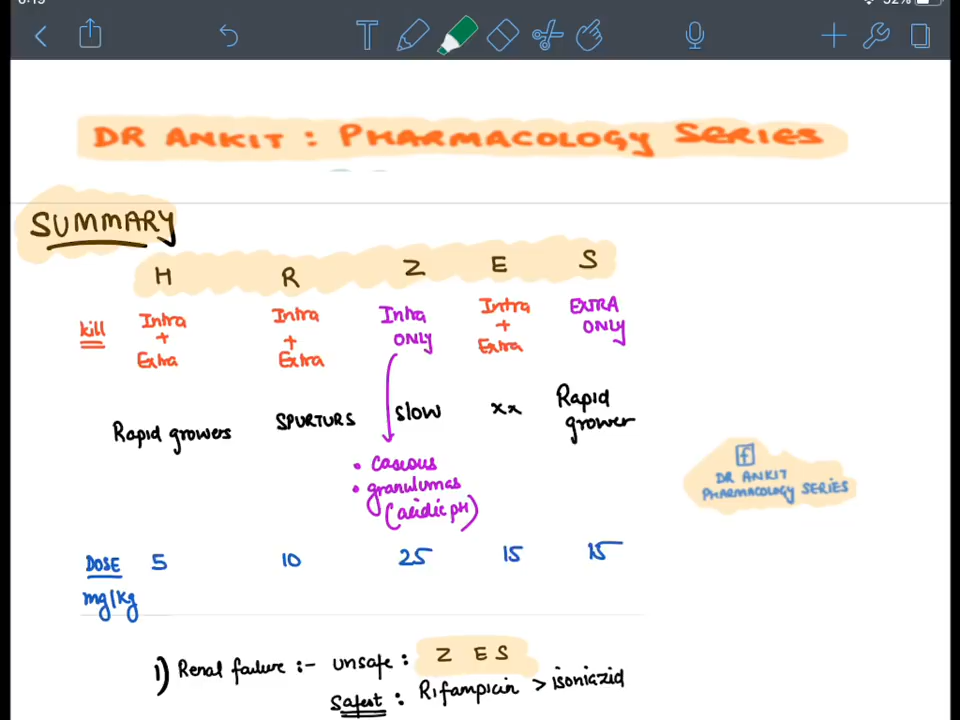 DR ANKIT : PHARMACOLOGY SERIES
SUMMARY
H R Z E S
kill Intra + Extra Intra + Extra Intra ONLY Intra + Extra EXTRA ONLY
Rapid growers SPURTURS slow xx Rapid grower
• caseous
• granulumas
(acidic pH)
f
DR ANKIT
PHARMACOLOGY SERIES
DOSE 5 10 25 15 15
mg/kg
1) Renal failure :- unsafe : Z E S
Safest : Rifampicin > isoniazid